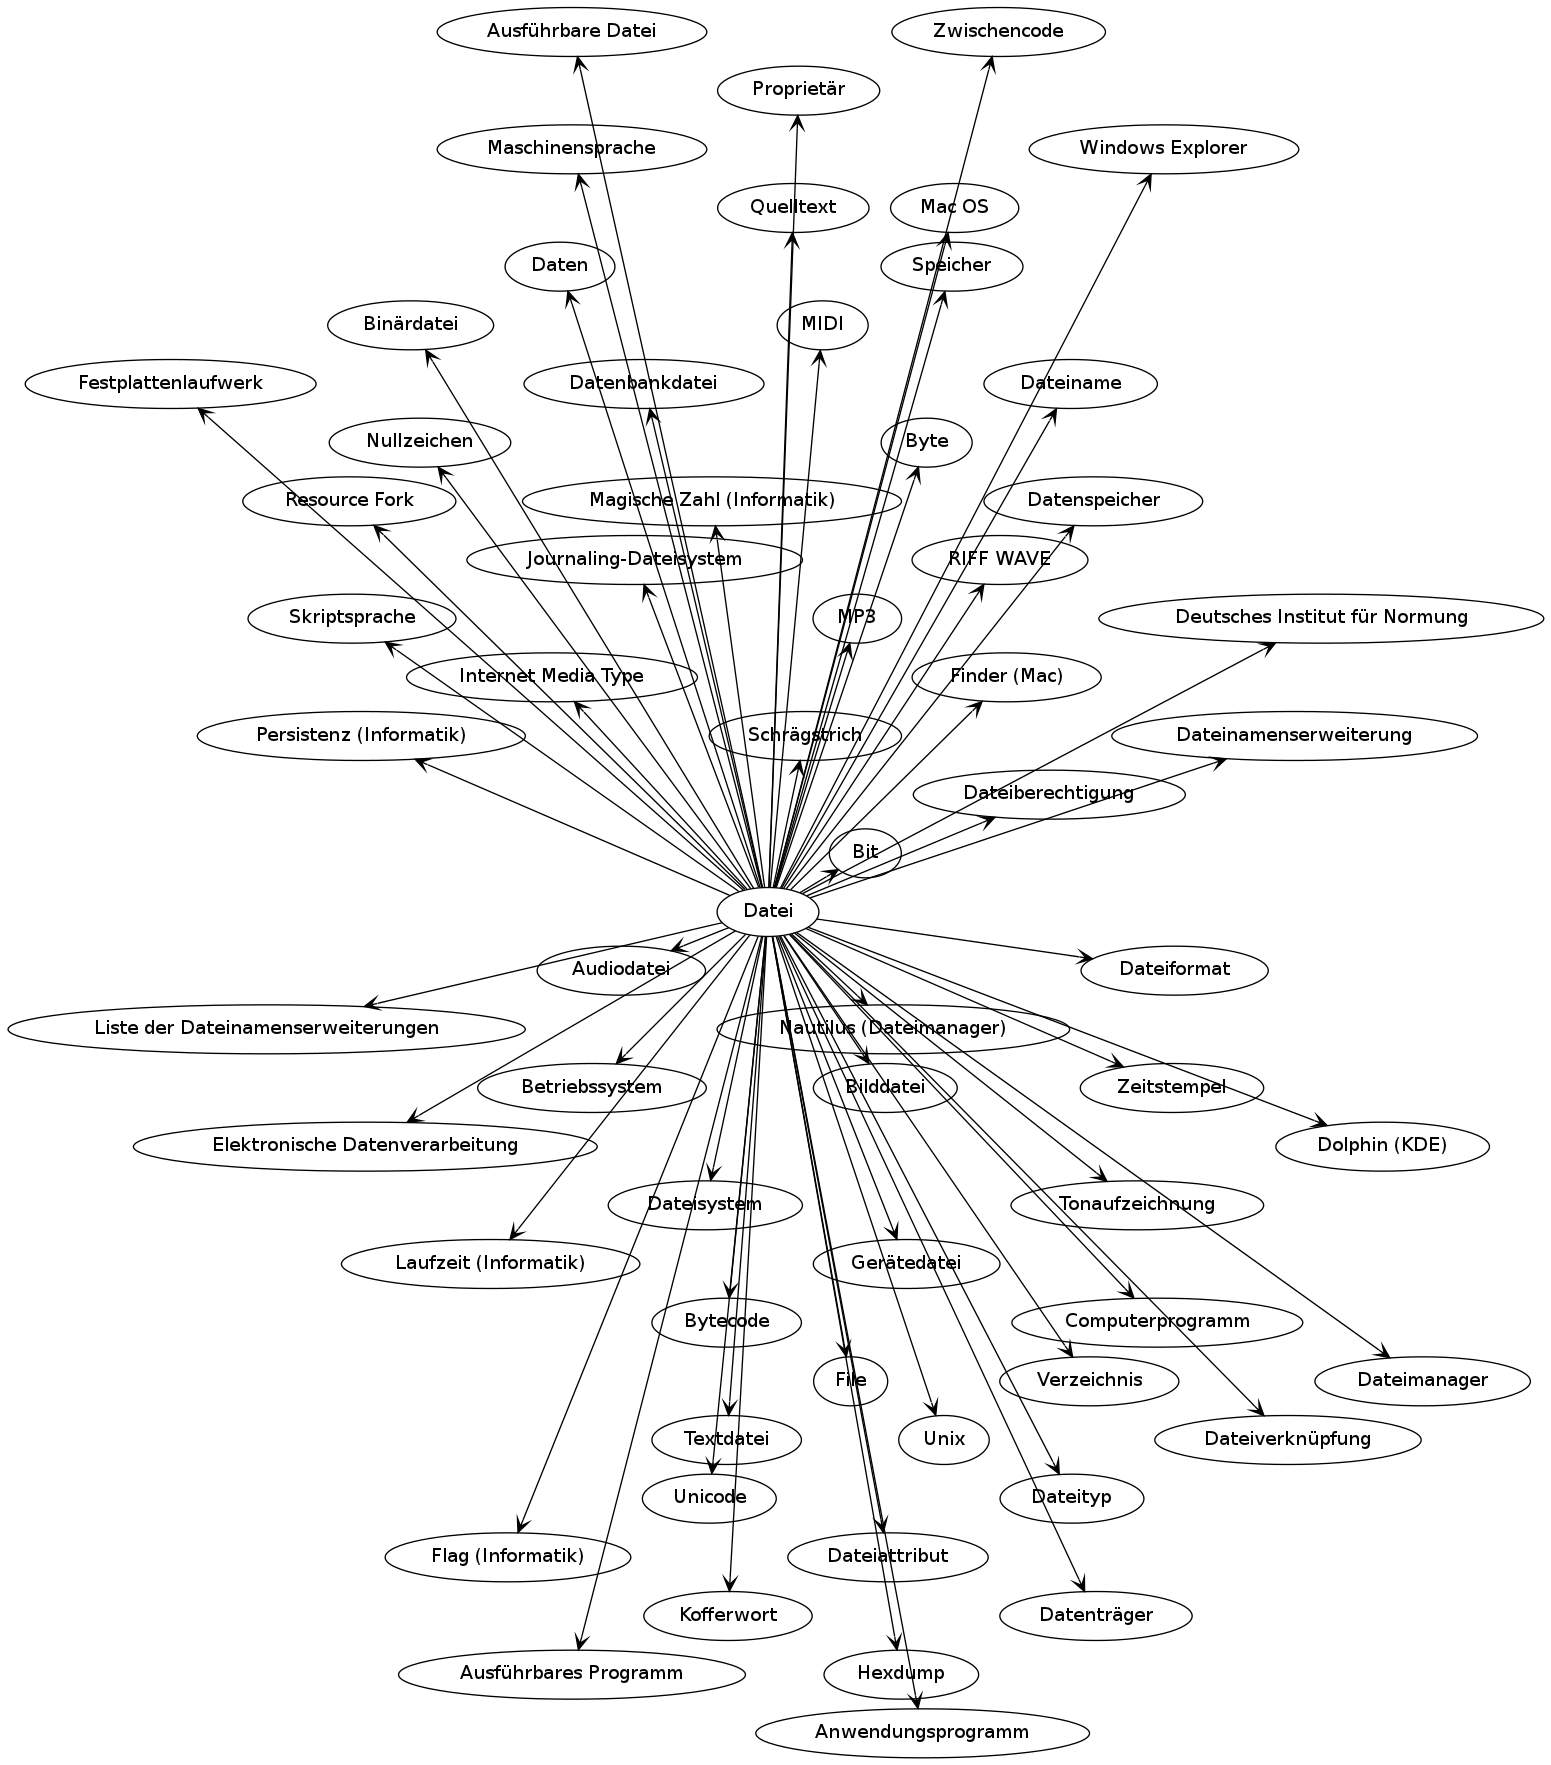 Ausführbare Datei
Zwischencode
Proprietär
Maschinensprache
Windows Explorer
Quelltext
Mac OS
Daten
Speicher
Binärdatei
MIDI
Festplattenlaufwerk
Datenbankdatei
Dateiname
Nullzeichen
Byte
Resource Fork
Magische Zahl (Informatik)
Datenspeicher
Journaling-Dateisystem
RIFF WAVE
Skriptsprache
MP3
Deutsches Institut für Normung
Internet Media Type
Finder (Mac)
Persistenz (Informatik)
Schrägstrich
Dateinamenserweiterung
Dateiberechtigung
Bit
Datei
Audiodatei
Dateiformat
Liste der Dateinamenserweiterungen
Nautilus (Dateimanager)
Betriebssystem
Bilddatei
Zeitstempel
Elektronische Datenverarbeitung
Dolphin (KDE)
Dateisystem
Tonaufzeichnung
Laufzeit (Informatik)
Gerätedatei
Bytecode
Computerprogramm
File
Verzeichnis
Dateimanager
Textdatei
Unix
Dateiverknüpfung
Unicode
Dateityp
Flag (Informatik)
Dateiattribut
Kofferwort
Datenträger
Ausführbares Programm
Hexdump
Anwendungsprogramm